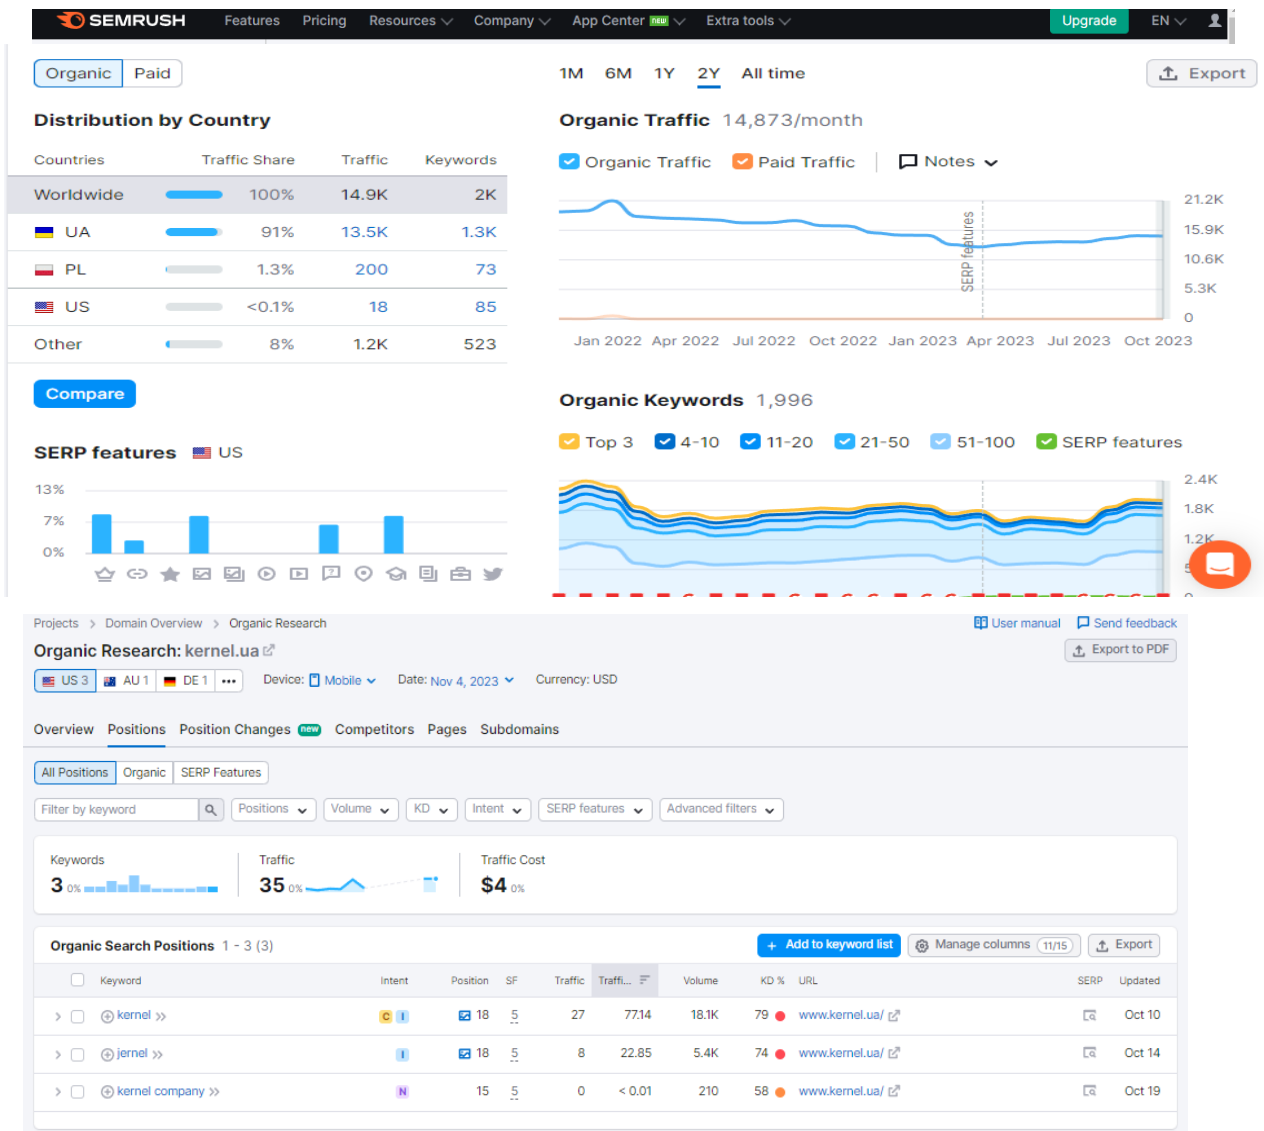 SEMRUSH Features Pricing Resources Company App Center new Extra tools Upgrade EN
Organic Paid
1M 6M 1Y 2Y All time Export
Distribution by Country
Countries Traffic Share Traffic Keywords
Worldwide 100% 14.9K 2K
UA 91% 13.5K 1.3K
PL 1.3% 200 73
US <0.1% 18 85
Other 8% 1.2K 523
Compare
SERP features US
13%
7%
0%
Organic Traffic 14,873/month
Organic Traffic Paid Traffic Notes
21.2K
15.9K
10.6K
5.3K
0
SERP features
Jan 2022 Apr 2022 Jul 2022 Oct 2022 Jan 2023 Apr 2023 Jul 2023 Oct 2023
Organic Keywords 1,996
Top 3 4-10 11-20 21-50 51-100 SERP features
2.4K
1.8K
1.2K
0
Projects > Domain Overview > Organic Research User manual Send feedback
Organic Research: kernel.ua Export to PDF
US 3 AU 1 DE 1 ••• Device: Mobile Date: Nov 4, 2023 Currency: USD
Overview Positions Position Changes new Competitors Pages Subdomains
All Positions Organic SERP Features
Filter by keyword Positions Volume KD Intent SERP features Advanced filters
Keywords Traffic Traffic Cost
3 0% 35 0% $4 0%
Organic Search Positions 1 - 3 (3) + Add to keyword list Manage columns 11/15 Export
Keyword Intent Position SF Traffic Traffi... Volume KD % URL SERP Updated
kernel C I 18 5 27 77.14 18.1K 79 www.kernel.ua/ Oct 10
jernel I 18 5 8 22.85 5.4K 74 www.kernel.ua/ Oct 14
kernel company N 15 5 0 < 0.01 210 58 www.kernel.ua/ Oct 19